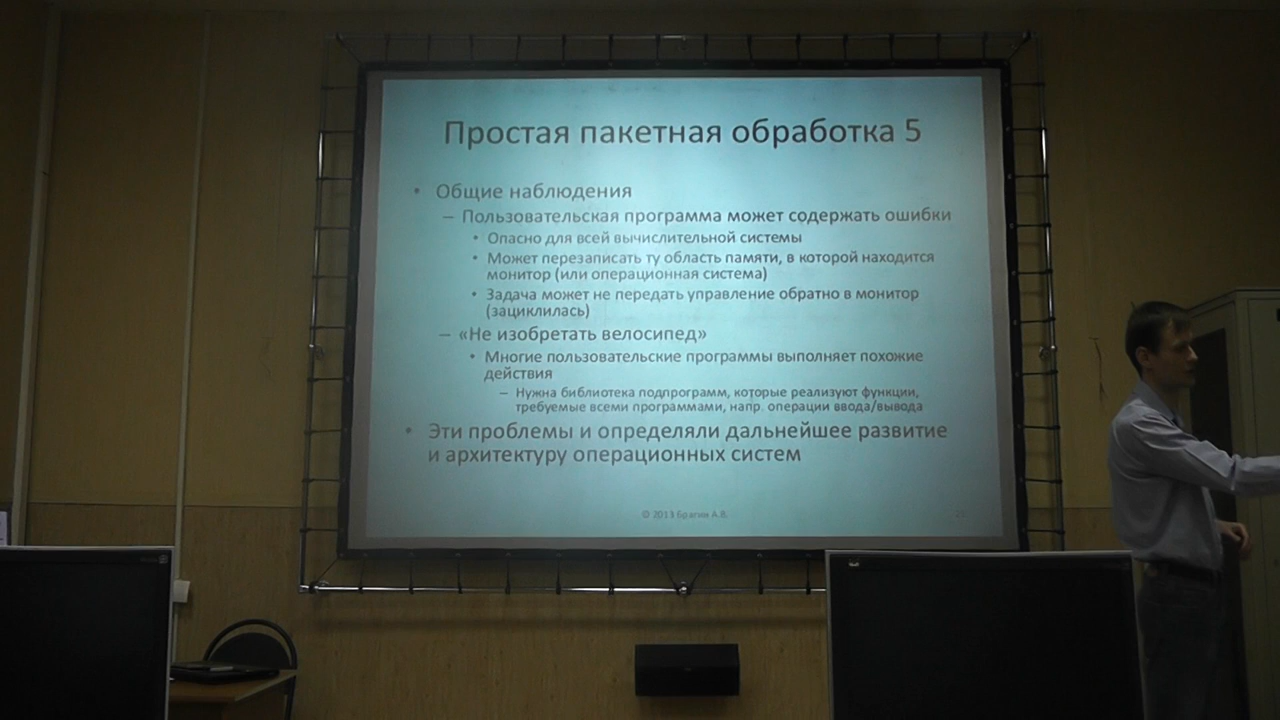 Простая пакетная обработка 5
• Общие наблюдения
– Пользовательская программа может содержать ошибки
• Опасно для всей вычислительной системы
• Может перезаписать ту область памяти, в которой находится
монитор (или операционная система)
• Задача может не передать управление обратно в монитор
(зациклилась)
– «Не изобретать велосипед»
• Многие пользовательские программы выполняет похожие
действия
– Нужна библиотека подпрограмм, которые реализуют функции,
требуемые всеми программами, напр. операции ввода/вывода
• Эти проблемы и определяли дальнейшее развитие
и архитектуру операционных систем
© 2013 Брагин А.В.